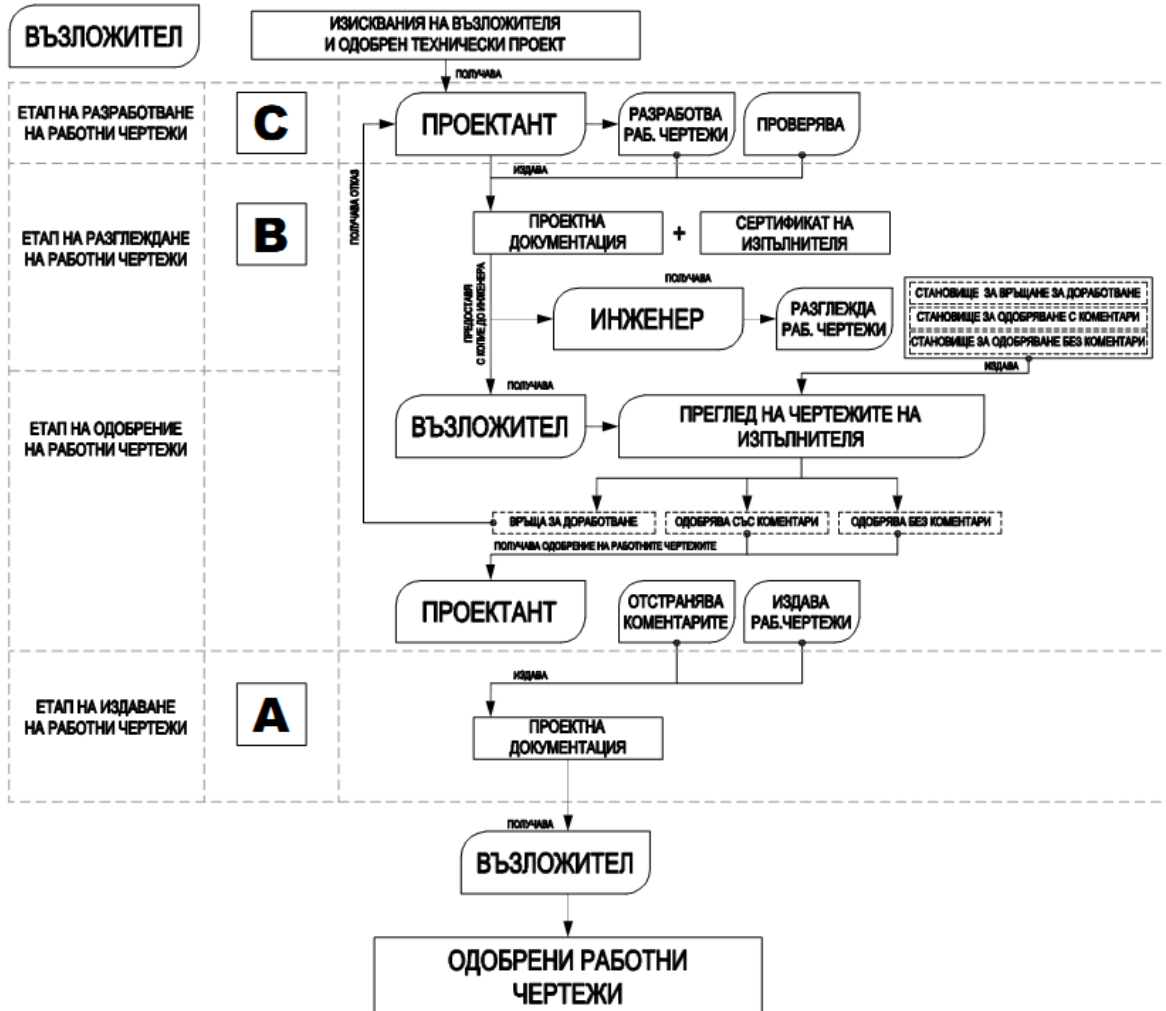 ВЪЗЛОЖИТЕЛ
ИЗИСКВАНИЯ НА ВЪЗЛОЖИТЕЛЯ
И ОДОБРЕН ТЕХНИЧЕСКИ ПРОЕКТ
ПОЛУЧАВА
ЕТАП НА РАЗРАБОТВАНЕ
НА РАБОТНИ ЧЕРТЕЖИ
C
ПРОЕКТАНТ
РАЗРАБОТВА
РАБ. ЧЕРТЕЖИ
ПРОВЕРЯВА
ИЗДАВА
ПОЛУЧАВА ОТКАЗ
ЕТАП НА РАЗГЛЕЖДАНЕ
НА РАБОТНИ ЧЕРТЕЖИ
B
ПРОЕКТНА
ДОКУМЕНТАЦИЯ
+
СЕРТИФИКАТ НА
ИЗПЪЛНИТЕЛЯ
ПРЕДОСТАВЯ
С КОПИЕ ДО ИНЖЕНЕРА
ПОЛУЧАВА
ИНЖЕНЕР
РАЗГЛЕЖДА
РАБ. ЧЕРТЕЖИ
СТАНОВИЩЕ ЗА ВРЪЩАНЕ ЗА ДОРАБОТВАНЕ
СТАНОВИЩЕ ЗА ОДОБРЯВАНЕ С КОМЕНТАРИ
СТАНОВИЩЕ ЗА ОДОБРЯВАНЕ БЕЗ КОМЕНТАРИ
ИЗДАВА
ЕТАП НА ОДОБРЕНИЕ
НА РАБОТНИ ЧЕРТЕЖИ
ПОЛУЧАВА
ВЪЗЛОЖИТЕЛ
ПРЕГЛЕД НА ЧЕРТЕЖИТЕ НА
ИЗПЪЛНИТЕЛЯ
ВРЪЩА ЗА ДОРАБОТВАНЕ
ОДОБРЯВА СЪС КОМЕНТАРИ
ОДОБРЯВА БЕЗ КОМЕНТАРИ
ПОЛУЧАВА ОДОБРЕНИЕ НА РАБОТНИТЕ ЧЕРТЕЖИТЕ
ПРОЕКТАНТ
ОТСТРАНЯВА
КОМЕНТАРИТЕ
ИЗДАВА
РАБ.ЧЕРТЕЖИ
ЕТАП НА ИЗДАВАНЕ
НА РАБОТНИ ЧЕРТЕЖИ
A
ИЗДАВА
ПРОЕКТНА
ДОКУМЕНТАЦИЯ
ПОЛУЧАВА
ВЪЗЛОЖИТЕЛ
ОДОБРЕНИ РАБОТНИ
ЧЕРТЕЖИ